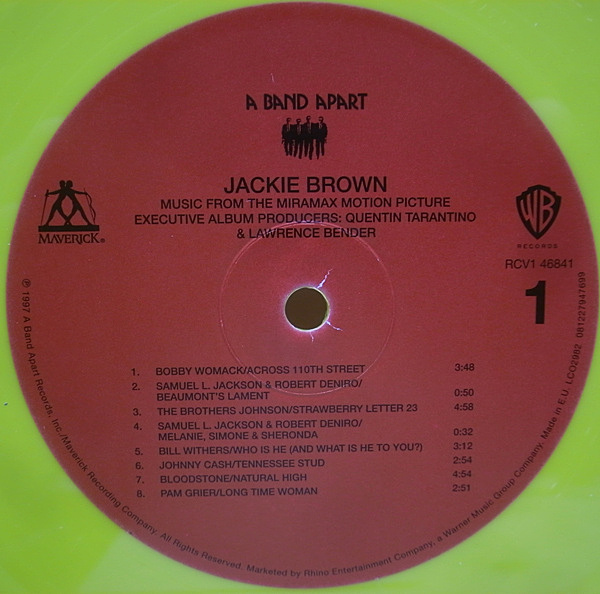 A BAND APART
JACKIE BROWN
MUSIC FROM THE MIRAMAX MOTION PICTURE
EXECUTIVE ALBUM PRODUCERS: QUENTIN TARANTINO
& LAWRENCE BENDER
MAVERICK®
WB
RECORDS
RCV1 46841
1
1. BOBBY WOMACK/ACROSS 110TH STREET 3:48
2. SAMUEL L. JACKSON & ROBERT DENIRO/
BEAUMONT'S LAMENT 0:50
3. THE BROTHERS JOHNSON/STRAWBERRY LETTER 23 4:58
4. SAMUEL L. JACKSON & ROBERT DENIRO/
MELANIE, SIMONE & SHERONDA 0:32
5. BILL WITHERS/WHO IS HE (AND WHAT IS HE TO YOU?) 3:12
6. JOHNNY CASH/TENNESSEE STUD 2:54
7. BLOODSTONE/NATURAL HIGH 4:54
8. PAM GRIER/LONG TIME WOMAN 2:51
℗ 1997 A Band Apart Records, Inc./Maverick Recording Company. All Rights Reserved. Marketed by Rhino Entertainment Company, a Warner Music Group Company. Made in E.U. LC02982 081227947699